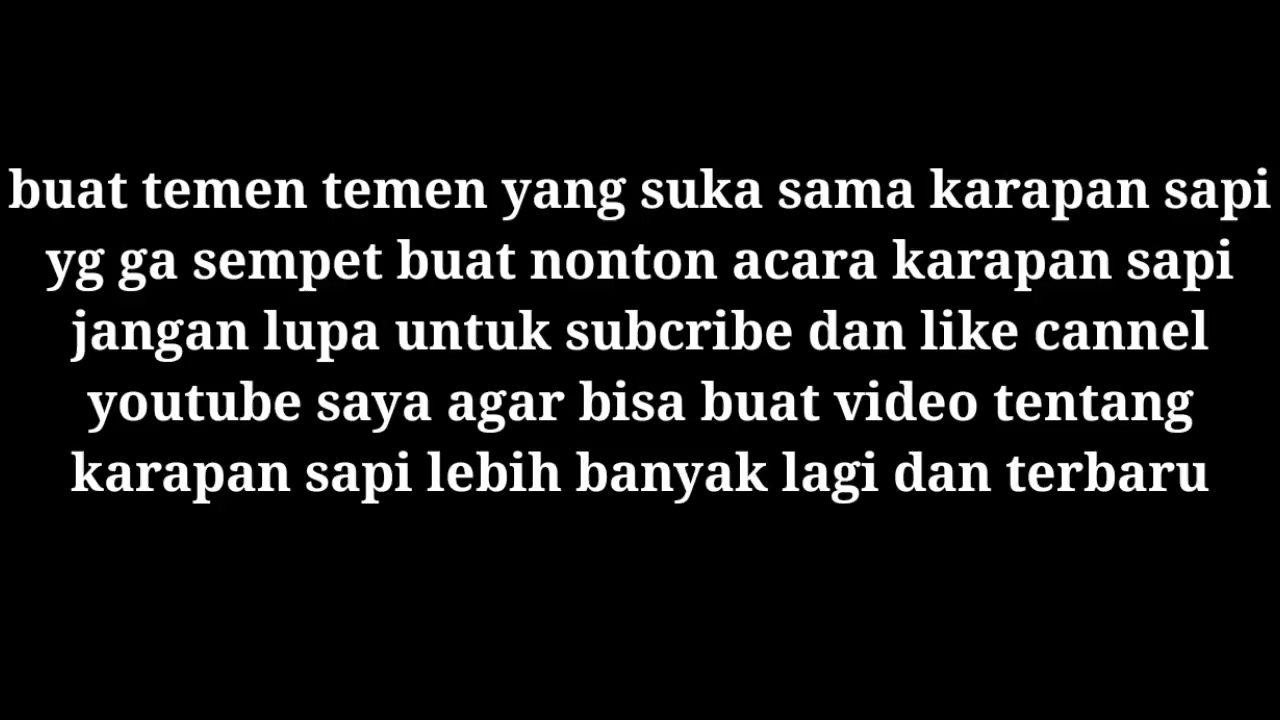 buat temen temen yang suka sama karapan sapi
yg ga sempet buat nonton acara karapan sapi
jangan lupa untuk subcribe dan like cannel
youtube saya agar bisa buat video tentang
karapan sapi lebih banyak lagi dan terbaru